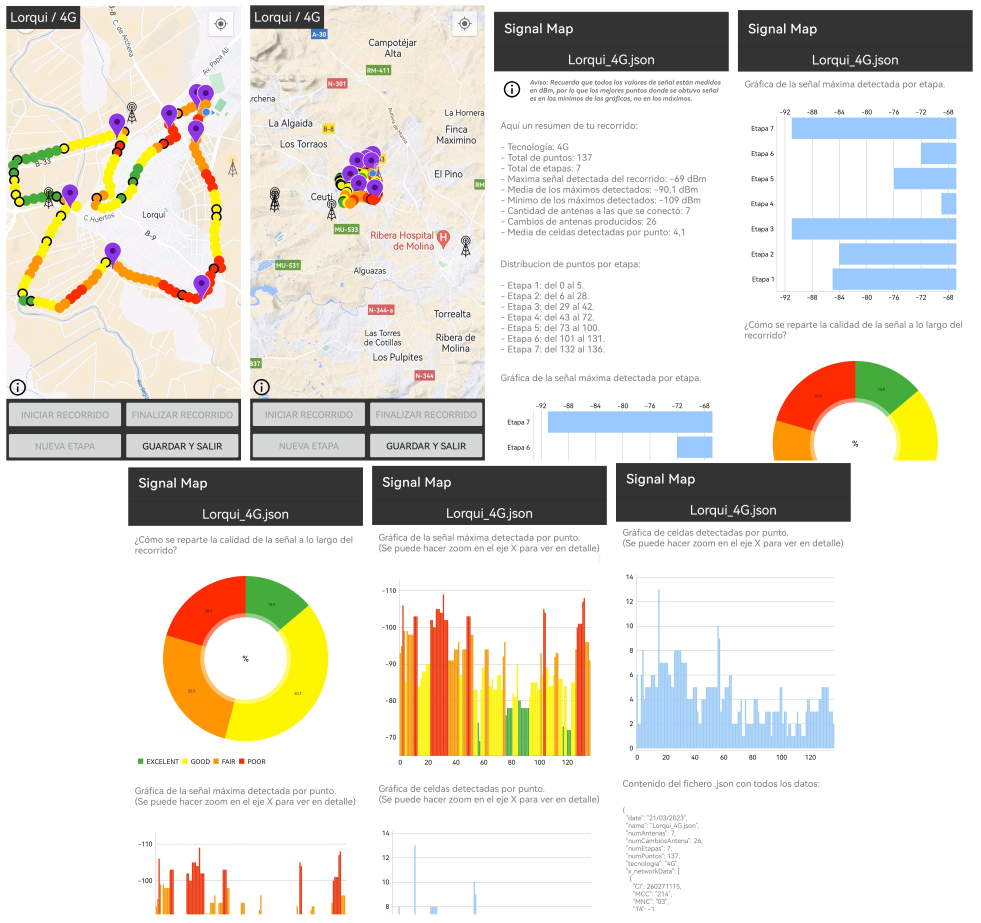 Lorqui / 4G
B-8
C. de Archena
Av. Papa Ali
B-33
C Huertos
Lorquí
B-9
INICIAR RECORRIDO
FINALIZAR RECORRIDO
NUEVA ETAPA
GUARDAR Y SALIR
Lorqui / 4G
A-30
Campotéjar
Alta
RM-411
N-301
rchena
La Hornera
La Algaida
B-8
Finca
Maximino
Los Torraos
El Pino
RM
Ceutí
MU-533
Ribera Hospital
de Molina
MU-531
Alguazas
N-344-a
Torrealta
Las Torres
de Cotillas
Ribera de
Molina
Los Pulpites
337
N-344
INICIAR RECORRIDO
FINALIZAR RECORRIDO
NUEVA ETAPA
GUARDAR Y SALIR
Signal Map
Lorqui_4G.json
Aviso: Recuerda que todos los valores de señal están medidos
en dBm, por lo que los mejores puntos donde se obtuvo señal
es en los mínimos de las gráficas, no en los máximos.
Aquí un resumen de tu recorrido:
- Tecnología: 4G
- Total de puntos: 137
- Total de etapas: 7
- Maxima señal detectada del recorrido: -69 dBm
- Media de los máximos detectados: -90,1 dBm
- Minimo de los máximos detectados: -109 dBm
- Cantidad de antenas a las que se conectó: 7
- Cambios de antenas producidos: 26
- Media de celdas detectadas por punto: 4,1
Distribucion de puntos por etapa:
- Etapa 1: del 0 al 5.
- Etapa 2: del 6 al 28.
- Etapa 3: del 29 al 42.
- Etapa 4: del 43 al 72.
- Etapa 5: del 73 al 100.
- Etapa 6: del 101 al 131.
- Etapa 7: del 132 al 136.
Gráfica de la señal máxima detectada por etapa.
-92 -88 -84 -80 -76 -72 -68
Etapa 7
Etapa 6
Signal Map
Lorqui_4G.json
Gráfica de la señal máxima detectada por etapa.
-92 -88 -84 -80 -76 -72 -68
Etapa 7
Etapa 6
Etapa 5
Etapa 4
Etapa 3
Etapa 2
Etapa 1
-92 -88 -84 -80 -76 -72 -68
¿Cómo se reparte la calidad de la señal a lo largo del
recorrido?
%
Signal Map
Lorqui_4G.json
¿Cómo se reparte la calidad de la señal a lo largo del
recorrido?
%
EXCELENT GOOD FAIR POOR
Gráfica de la señal máxima detectada por punto.
(Se puede hacer zoom en el eje X para ver en detalle)
-110
-100
Signal Map
Lorqui_4G.json
Gráfica de la señal máxima detectada por punto.
(Se puede hacer zoom en el eje X para ver en detalle)
-110
-100
-90
-80
-70
0 20 40 60 80 100 120
Gráfica de celdas detectadas por punto.
(Se puede hacer zoom en el eje X para ver en detalle)
14
12
10
8
Signal Map
Lorqui_4G.json
Gráfica de celdas detectadas por punto.
(Se puede hacer zoom en el eje X para ver en detalle)
14
12
10
8
6
4
2
0
0 20 40 60 80 100 120
Contenido del fichero .json con todos los datos:
{
"date": "21/03/2023",
"name": "Lorqui_4G.json",
"numAntenas": 7,
"numCambiosAntena": 26,
"numEtapas": 7,
"numPuntos": 137,
"tecnologia": "4G",
"x_networkData": [
{
"CI": 260271115,
"MCC": "214",
"MNC": "03",
"TA": -1,